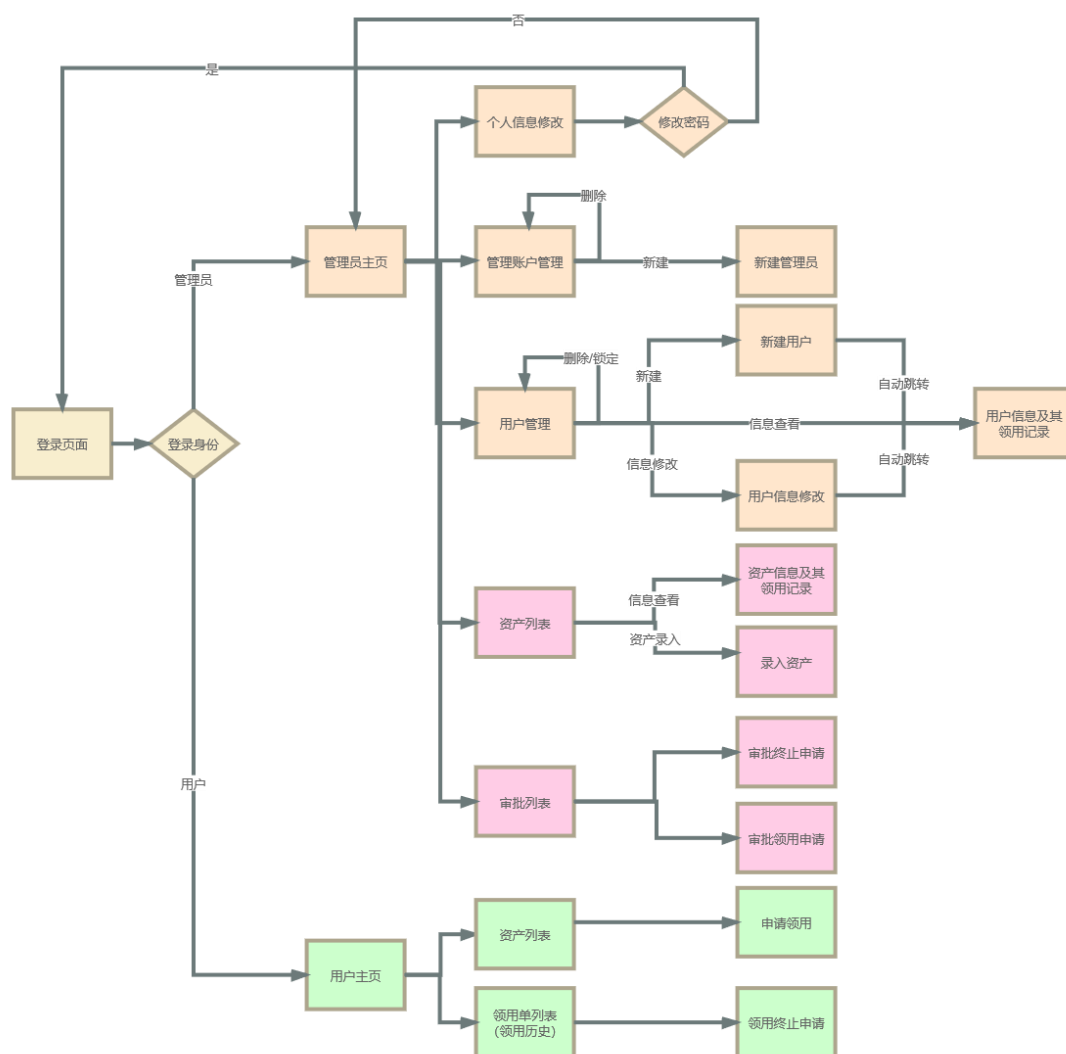 否
是
个人信息修改
修改密码
删除
管理员主页
管理账户管理
新建
新建管理员
管理员
新建用户
删除/锁定
新建
自动跳转
登录页面
登录身份
用户管理
信息查看
用户信息及其
领用记录
信息修改
自动跳转
用户信息修改
资产信息及其
领用记录
信息查看
资产列表
资产录入
录入资产
审批终止申请
用户
审批列表
审批领用申请
资产列表
申请领用
用户主页
领用单列表
（领用历史）
领用终止申请